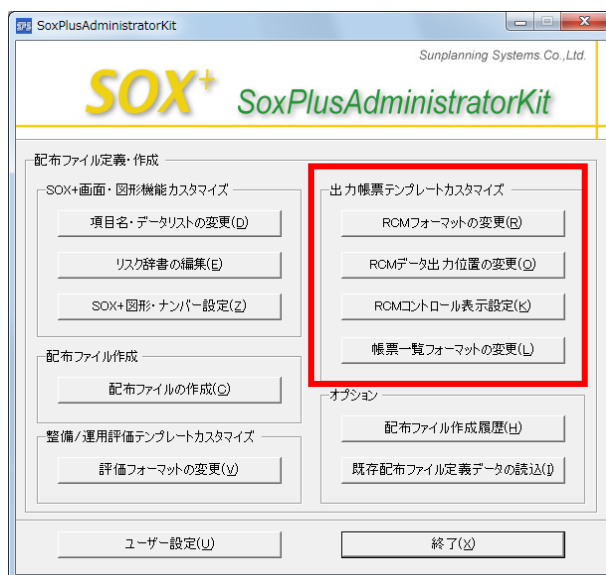 SPS SoxPlusAdministratorKit
Sunplanning Systems.Co.,Ltd.
SOX+ SoxPlusAdministratorKit
配布ファイル定義・作成
SOX+画面・図形機能カスタマイズ
項目名・データリストの変更(D)
リスク辞書の編集(E)
SOX+図形・ナンバー設定(Z)
配布ファイル作成
配布ファイルの作成(C)
整備/運用評価テンプレートカスタマイズ
評価フォーマットの変更(V)
出力帳票テンプレートカスタマイズ
RCMフォーマットの変更(R)
RCMデータ出力位置の変更(O)
RCMコントロール表示設定(K)
帳票一覧フォーマットの変更(L)
オプション
配布ファイル作成履歴(H)
既存配布ファイル定義データの読込(I)
ユーザー設定(U)
終了(X)